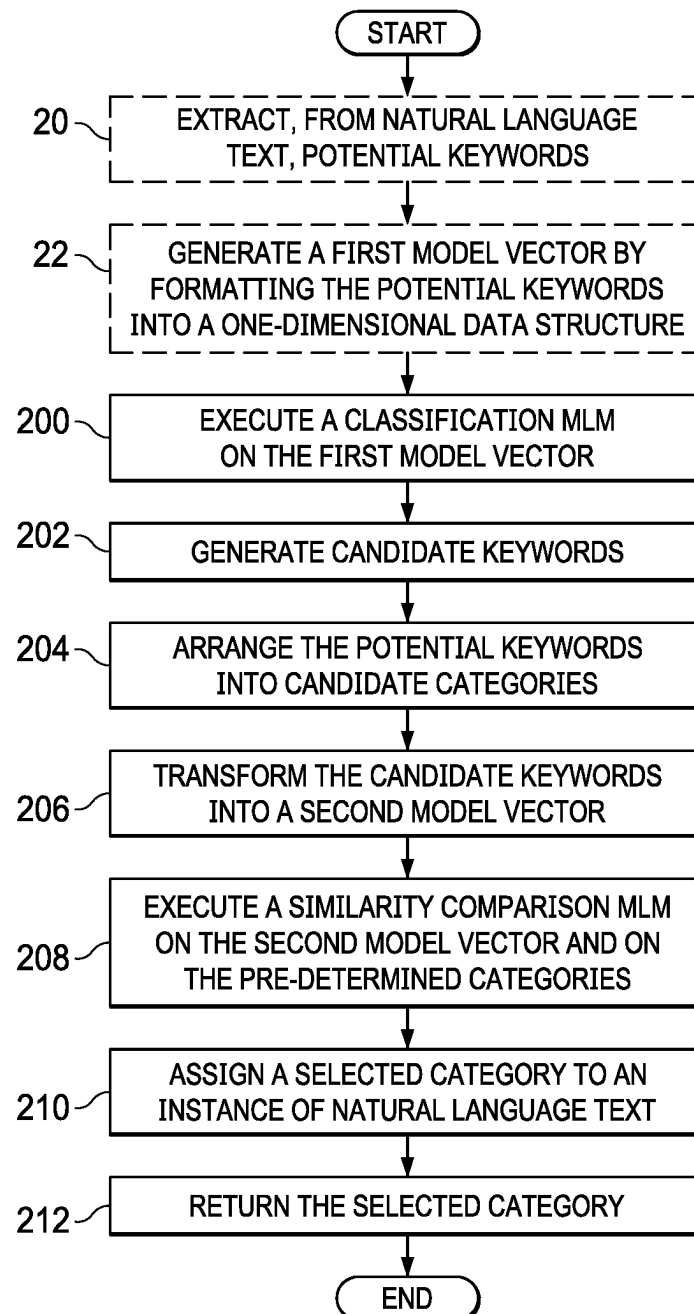 START
20
EXTRACT, FROM NATURAL LANGUAGE
TEXT, POTENTIAL KEYWORDS
22
GENERATE A FIRST MODEL VECTOR BY
FORMATTING THE POTENTIAL KEYWORDS
INTO A ONE-DIMENSIONAL DATA STRUCTURE
200
EXECUTE A CLASSIFICATION MLM
ON THE FIRST MODEL VECTOR
202
GENERATE CANDIDATE KEYWORDS
204
ARRANGE THE POTENTIAL KEYWORDS
INTO CANDIDATE CATEGORIES
206
TRANSFORM THE CANDIDATE KEYWORDS
INTO A SECOND MODEL VECTOR
208
EXECUTE A SIMILARITY COMPARISON MLM
ON THE SECOND MODEL VECTOR AND ON
THE PRE-DETERMINED CATEGORIES
210
ASSIGN A SELECTED CATEGORY TO AN
INSTANCE OF NATURAL LANGUAGE TEXT
212
RETURN THE SELECTED CATEGORY
END